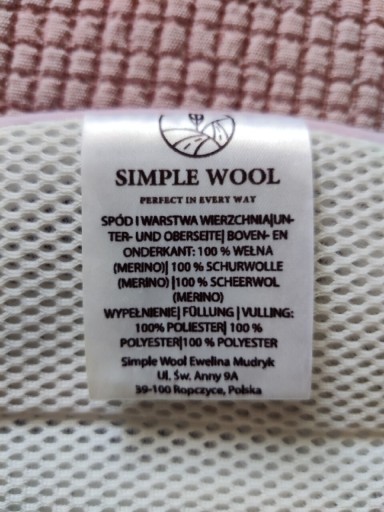 SIMPLE WOOL
PERFECT IN EVERY WAY
SPÓD I WARSTWA WIERZCHNIA|UN-
TER- UND OBERSEITE| BOVEN- EN
ONDERKANT: 100 % WEŁNA
(MERINO)| 100 % SCHURWOLLE
(MERINO) |100 % SCHEERWOL
(MERINO)
WYPEŁNIENIE| FÜLLUNG | VULLING:
100% POLIESTER| 100 %
POLYESTER|100 % POLYESTER
Simple Wool Ewelina Mudryk
Ul. Św. Anny 9A
39-100 Ropczyce, Polska